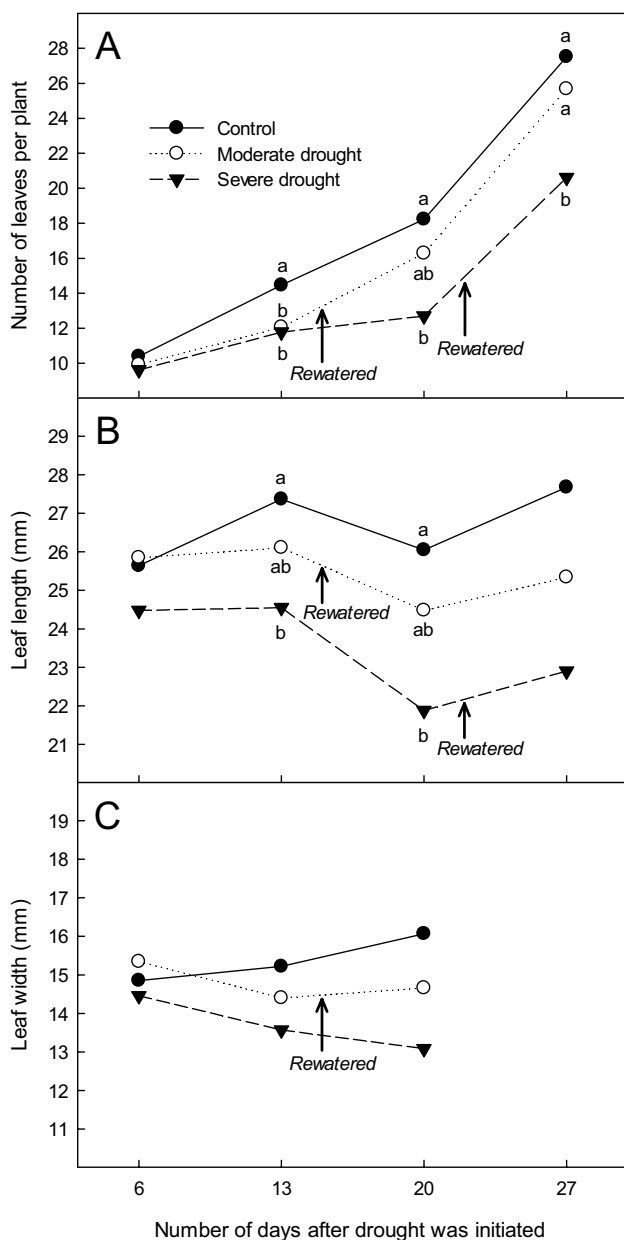 A
Number of leaves per plant
28
26
24
22
20
18
16
14
12
10
Control
Moderate drought
Severe drought
a
b
b
a
ab
b
a
a
b
Rewatered
Rewatered
B
Leaf length (mm)
29
28
27
26
25
24
23
22
21
a
ab
b
a
ab
b
Rewatered
Rewatered
C
Leaf width (mm)
19
18
17
16
15
14
13
12
11
Rewatered
6 13 20 27
Number of days after drought was initiated